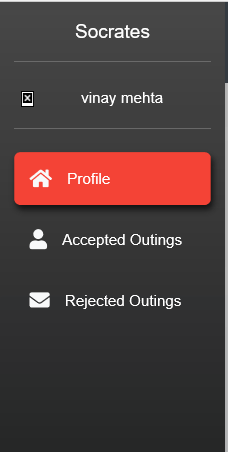 Socrates
vinay mehta
Profile
Accepted Outings
Rejected Outings